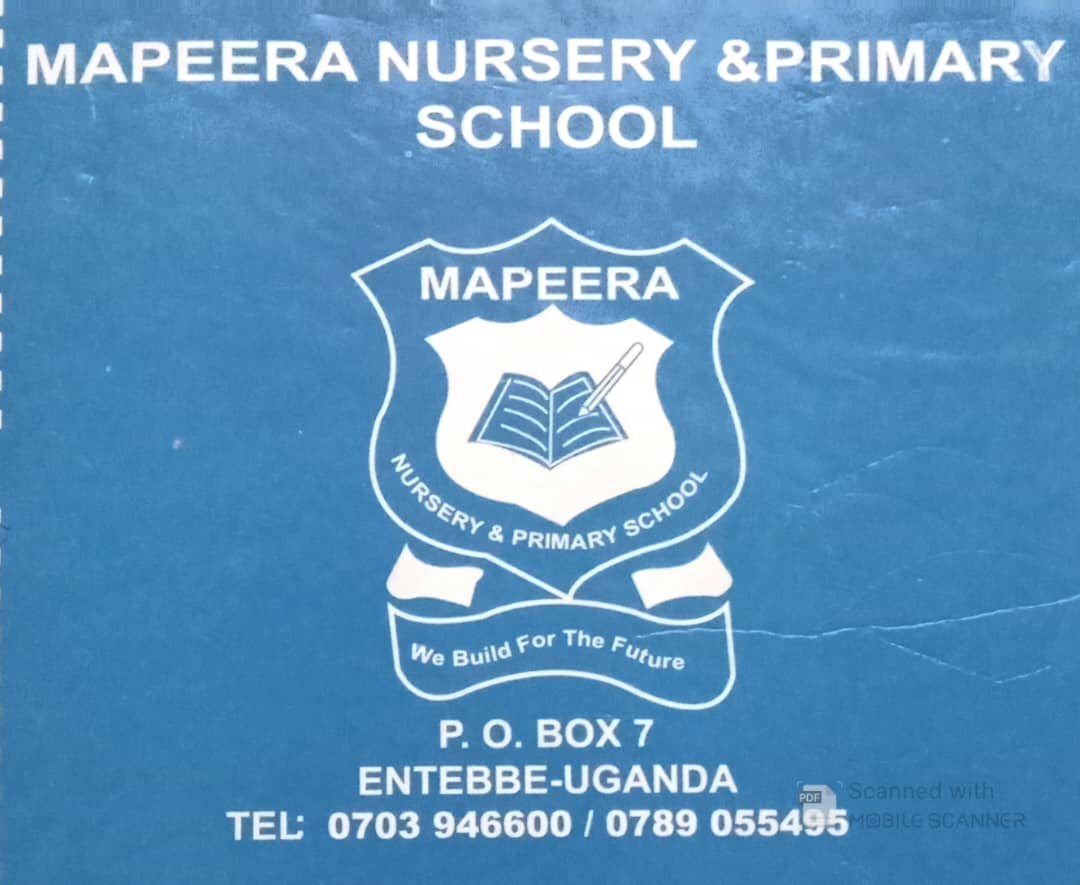 MAPEERA NURSERY &PRIMARY
SCHOOL
MAPEERA
NURSERY & PRIMARY SCHOOL
We Build For The Future
P. O. BOX 7
ENTEBBE-UGANDA
TEL: 0703 946600 / 0789 055495
PDF
Scanned with
MOBILE SCANNER